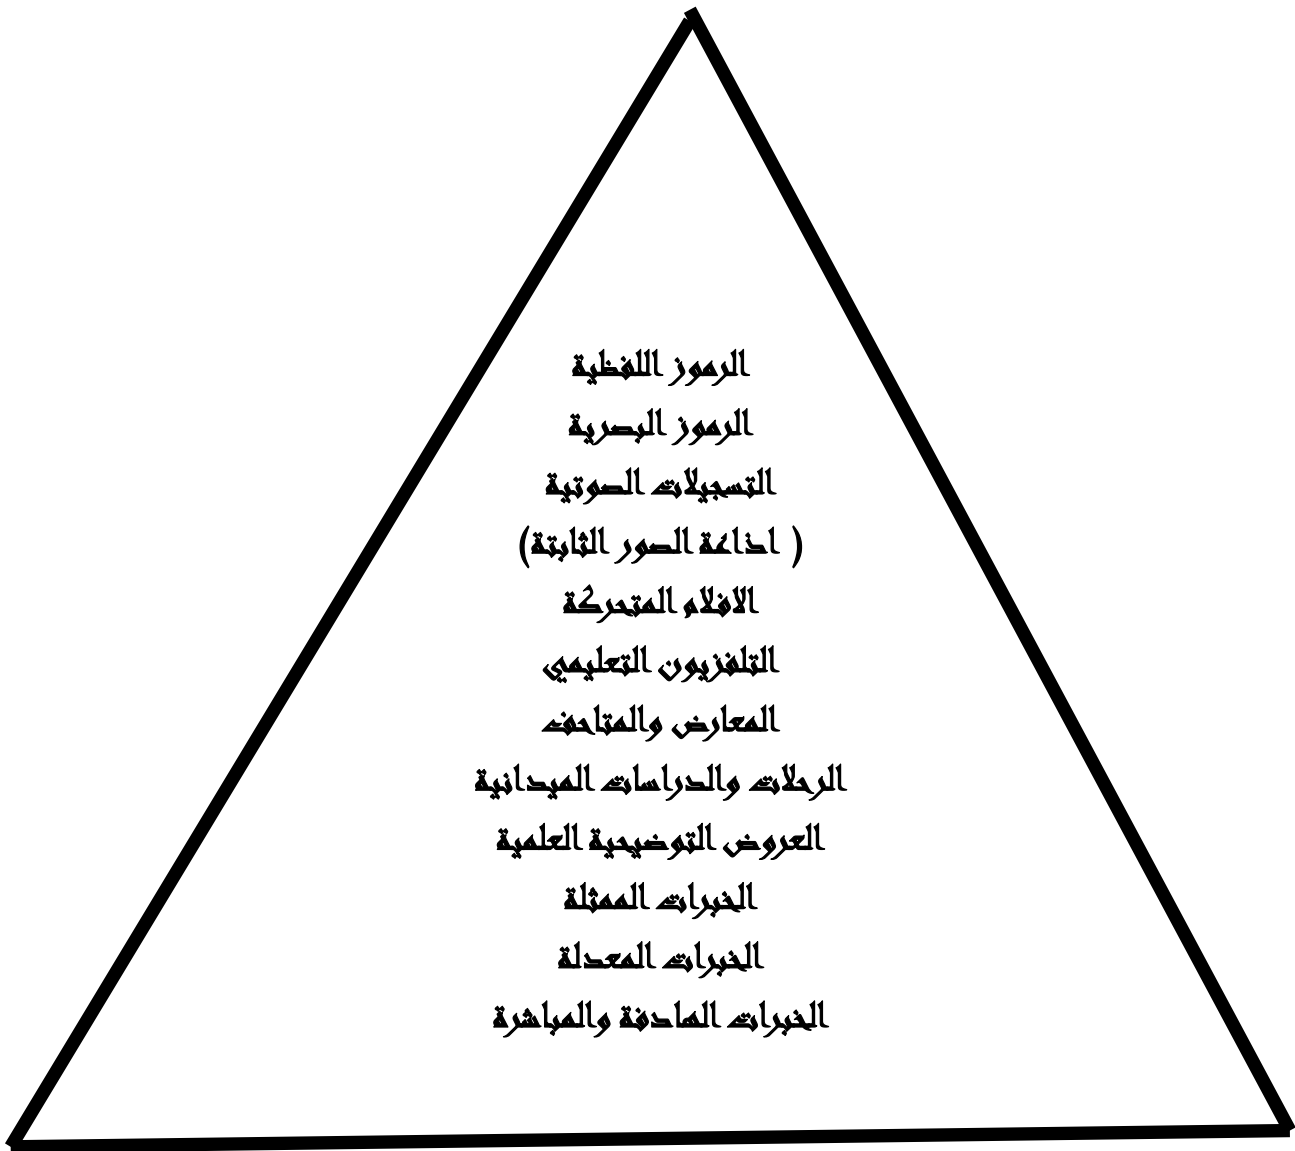 الرموز اللفظية
الرموز البصرية
التسجيلات الصوتية
( اذاعة الصور الثابتة)
الافلام المتحركة
التلفزيون التعليمي
المعارض والمتاحف
الرحلات والدراسات الميدانية
العروض التوضيحية العلمية
الخبرات الممثلة
الخبرات المعدلة
الخبرات الهادفة والمباشرة